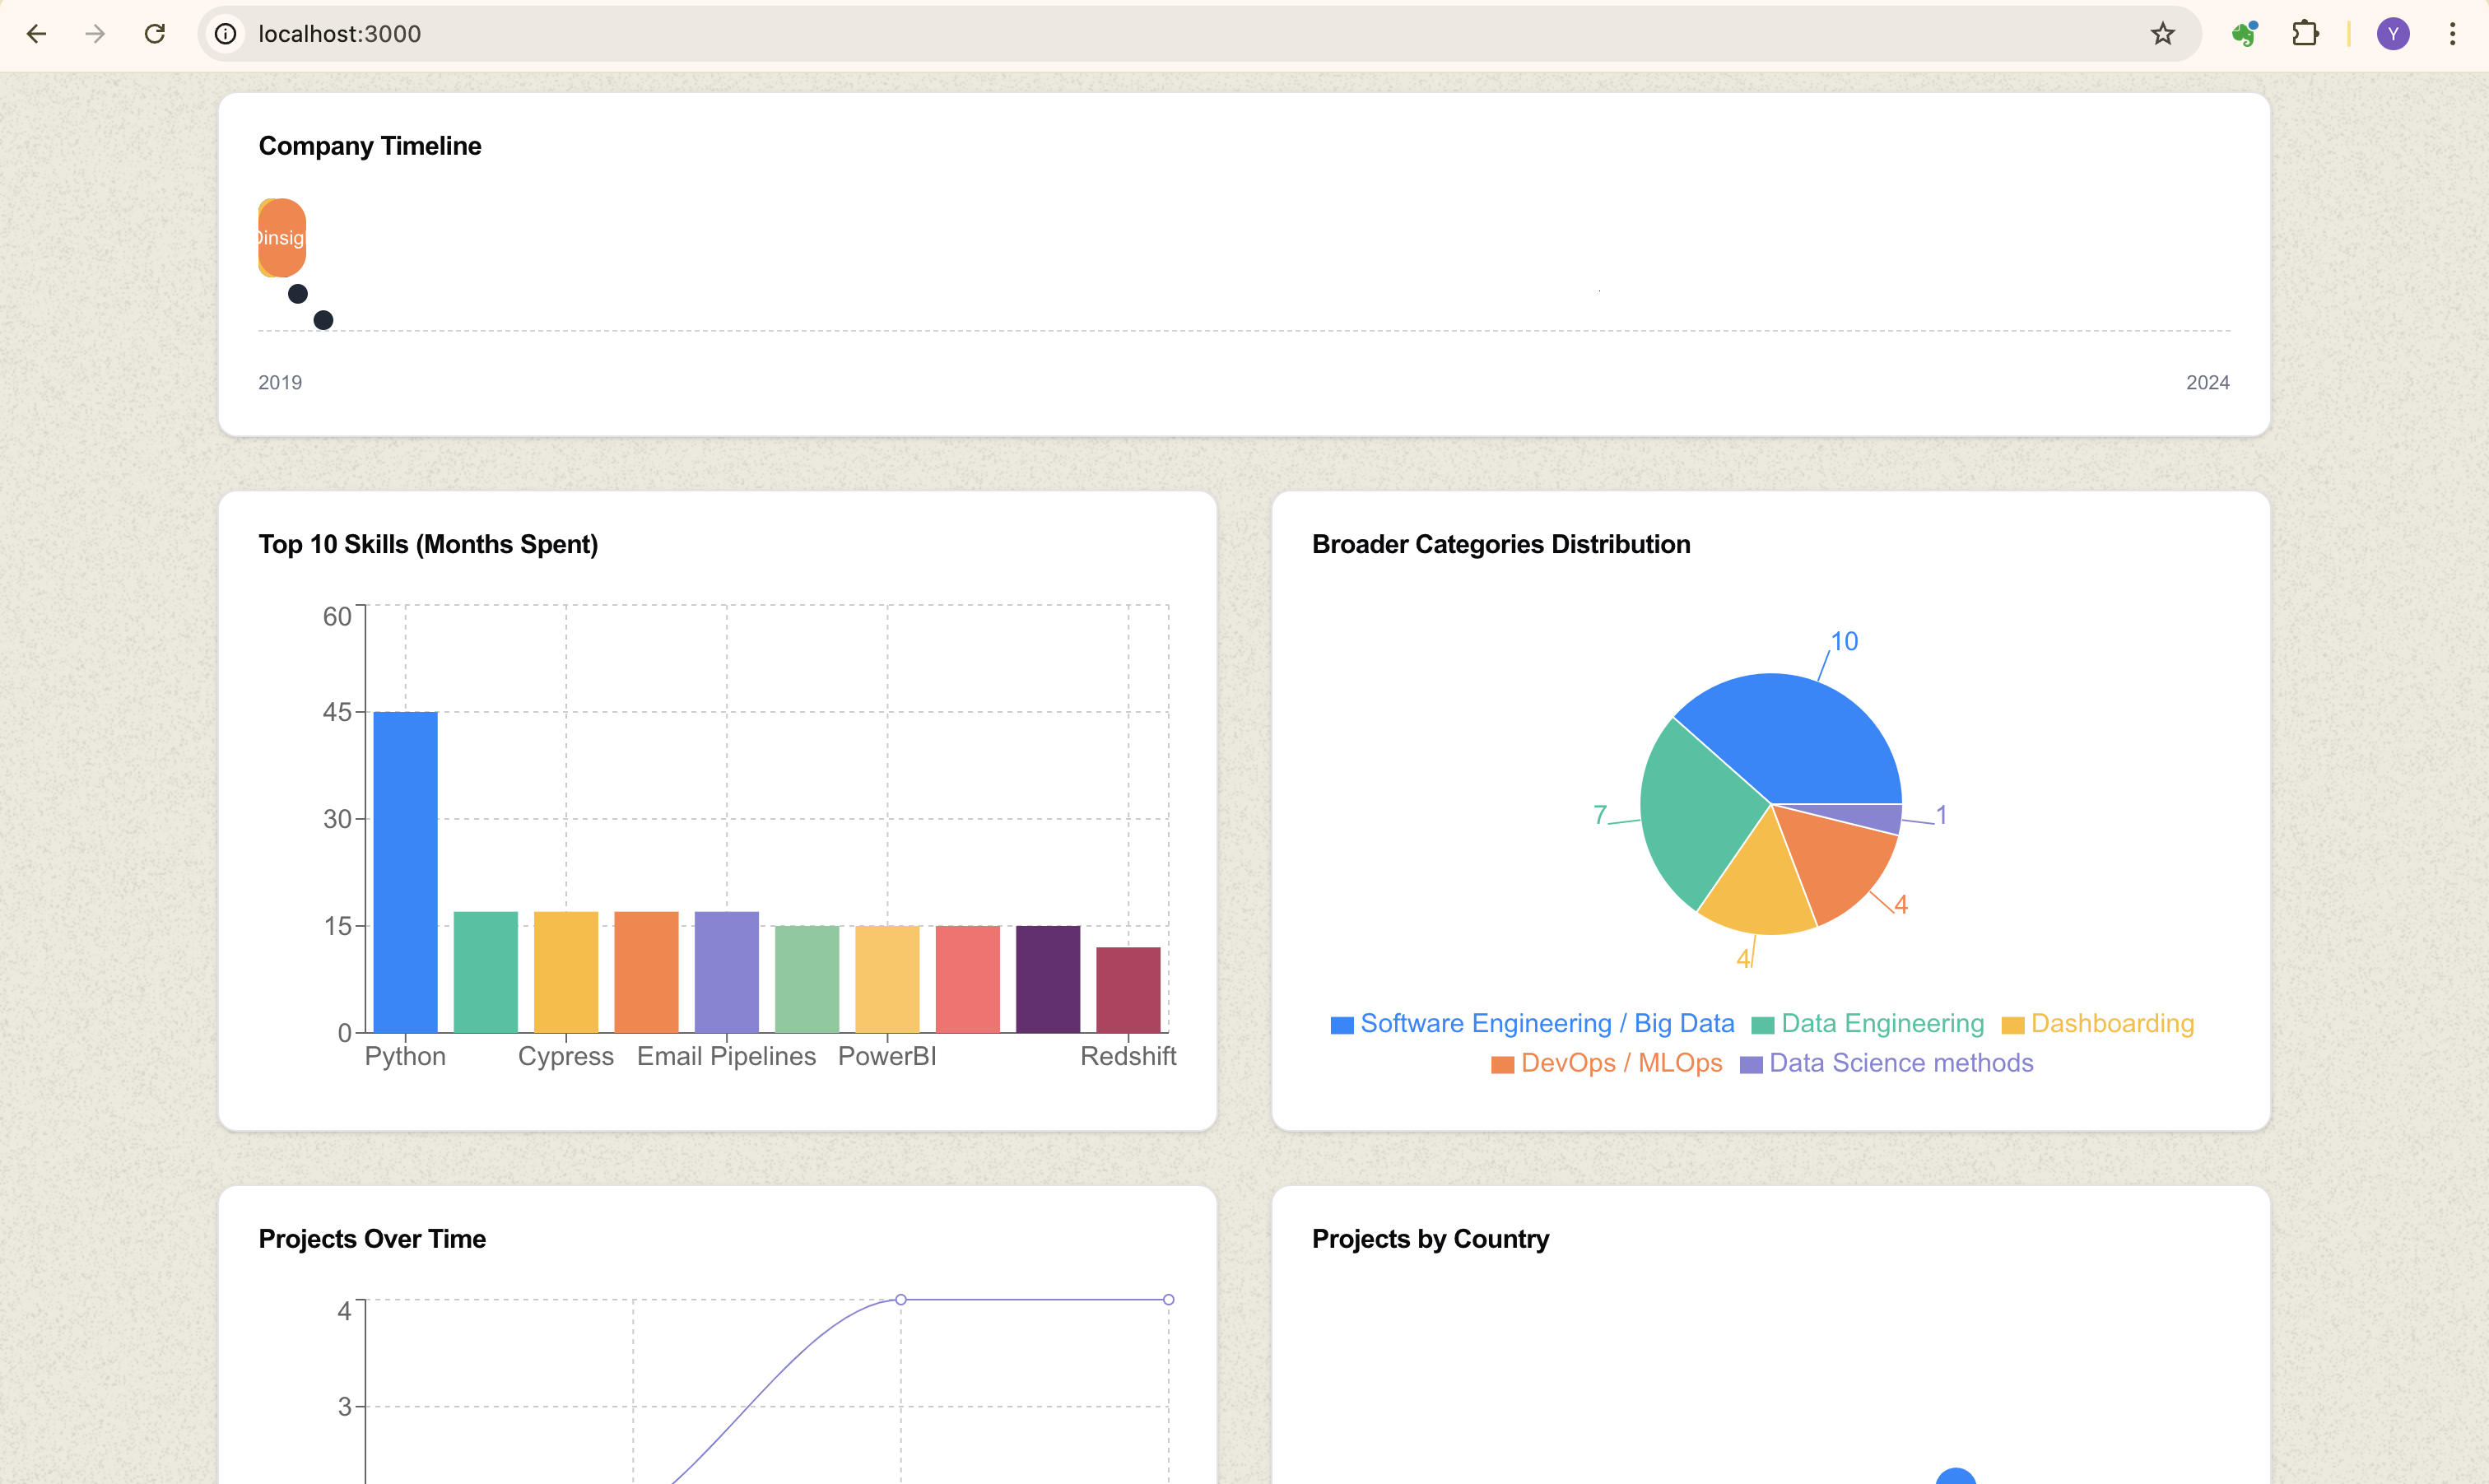 localhost:3000
Y
Company Timeline
Dinsig
2019
2024
Top 10 Skills (Months Spent)
60
45
30
15
0
Python
Cypress
Email Pipelines
PowerBI
Redshift
Broader Categories Distribution
10
7
1
4
4
Software Engineering / Big Data
Data Engineering
Dashboarding
DevOps / MLOps
Data Science methods
Projects Over Time
4
3
Projects by Country